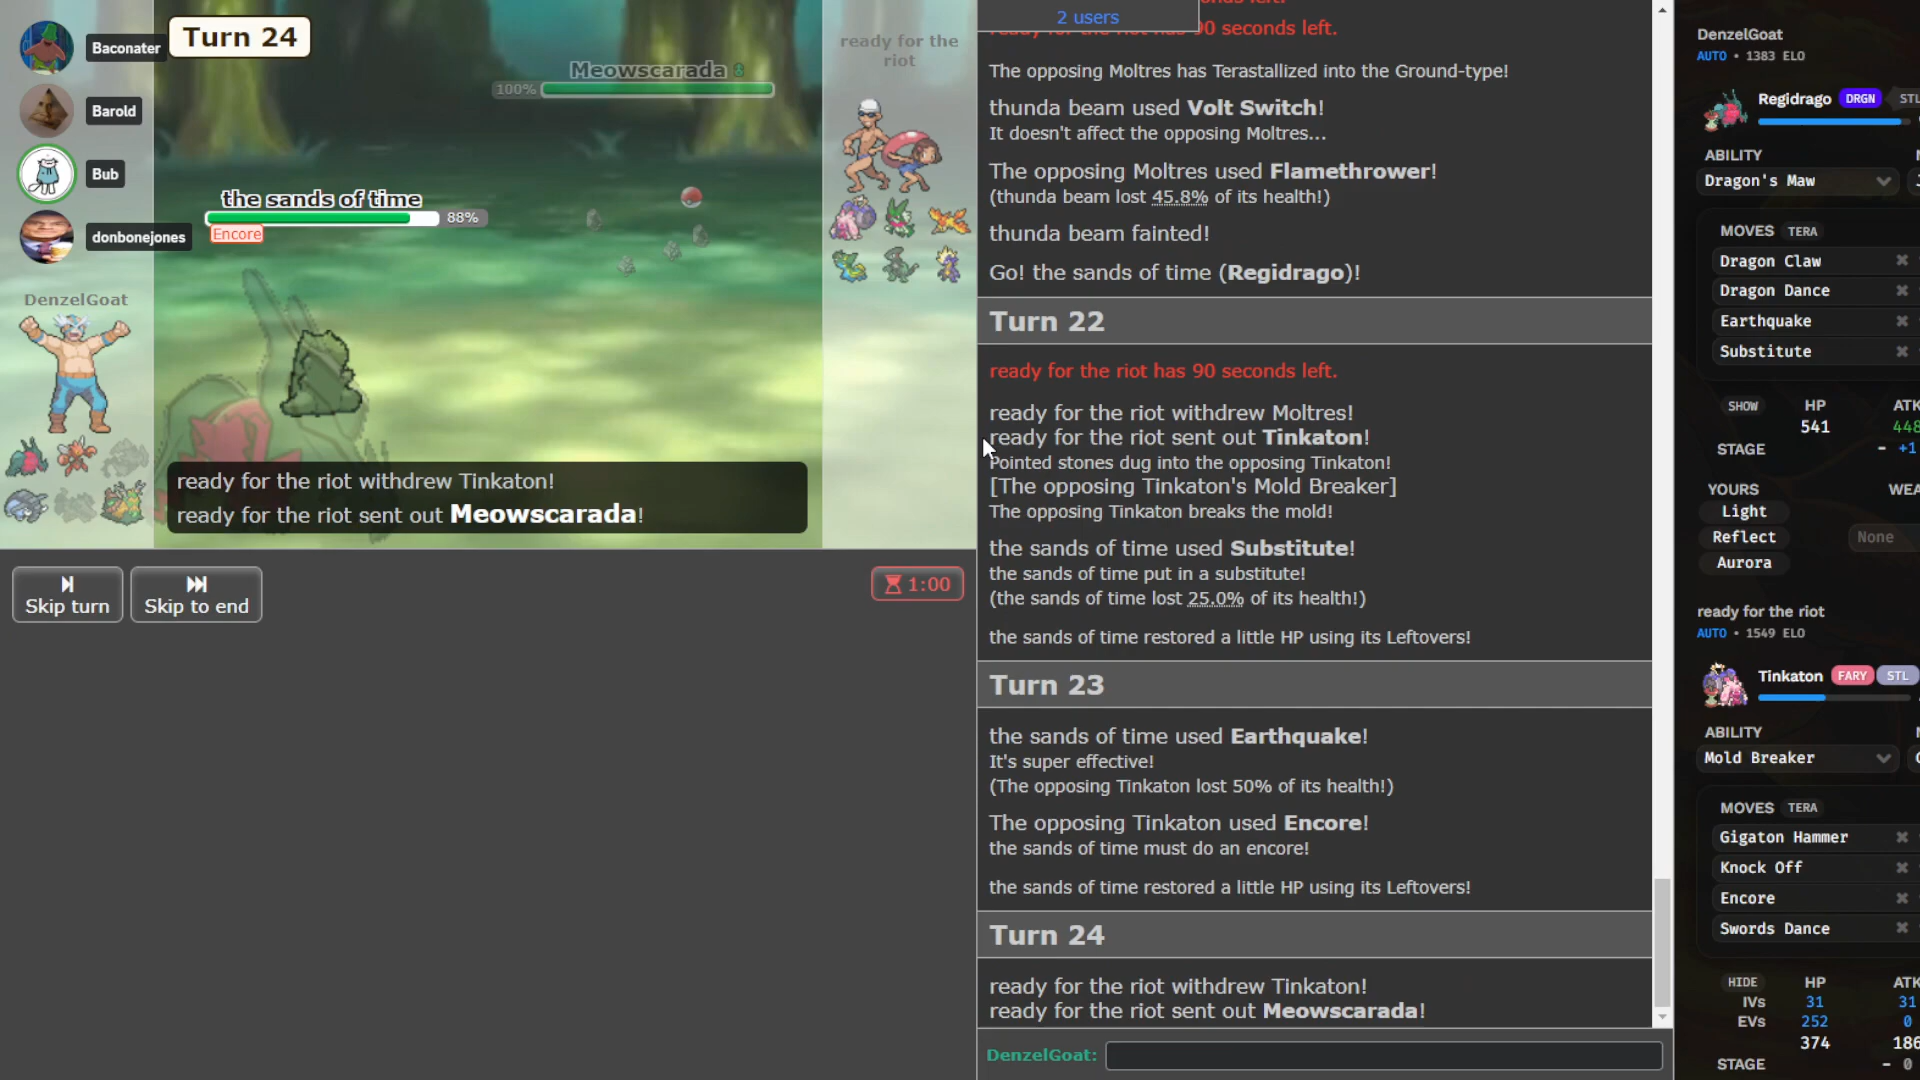 Baconater
Turn 24
Barold
Bub
donbonejones
DenzelGoat
ready for the
riot
Meowscarada
100%
the sands of time
88%
Encore
ready for the riot withdrew Tinkaton!
ready for the riot sent out Meowscarada!
Skip turn
Skip to end
1:00
2 users
90 seconds left.
The opposing Moltres has Terastallized into the Ground-type!
thunda beam used Volt Switch!
It doesn't affect the opposing Moltres...
The opposing Moltres used Flamethrower!
(thunda beam lost 45.8% of its health!)
thunda beam fainted!
Go! the sands of time (Regidrago)!
Turn 22
ready for the riot has 90 seconds left.
ready for the riot withdrew Moltres!
ready for the riot sent out Tinkaton!
Pointed stones dug into the opposing Tinkaton!
[The opposing Tinkaton's Mold Breaker]
The opposing Tinkaton breaks the mold!
the sands of time used Substitute!
the sands of time put in a substitute!
(the sands of time lost 25.0% of its health!)
the sands of time restored a little HP using its Leftovers!
Turn 23
the sands of time used Earthquake!
It's super effective!
(The opposing Tinkaton lost 50% of its health!)
The opposing Tinkaton used Encore!
the sands of time must do an encore!
the sands of time restored a little HP using its Leftovers!
Turn 24
ready for the riot withdrew Tinkaton!
ready for the riot sent out Meowscarada!
DenzelGoat:
DenzelGoat
AUTO • 1383 ELO
Regidrago DRGN STL
ABILITY
Dragon's Maw
MOVES TERA
Dragon Claw
Dragon Dance
Earthquake
Substitute
SHOW HP ATK
541 448
STAGE - +1
YOURS WEA
Light
Reflect None
Aurora
ready for the riot
AUTO • 1549 ELO
Tinkaton FARY STL
ABILITY
Mold Breaker
MOVES TERA
Gigaton Hammer
Knock Off
Encore
Swords Dance
HIDE HP ATK
IVs 31 31
EVs 252 0
374 186
STAGE - 0